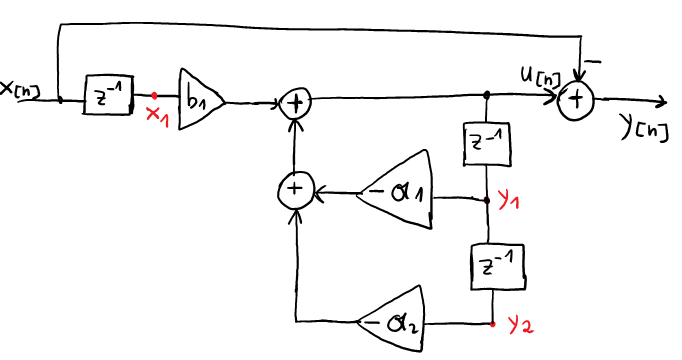 x[n]
z⁻¹
x₁
b₁
+
u[n]
−
+
y[n]
z⁻¹
+
−a₁
y₁
z⁻¹
−a₂
y₂